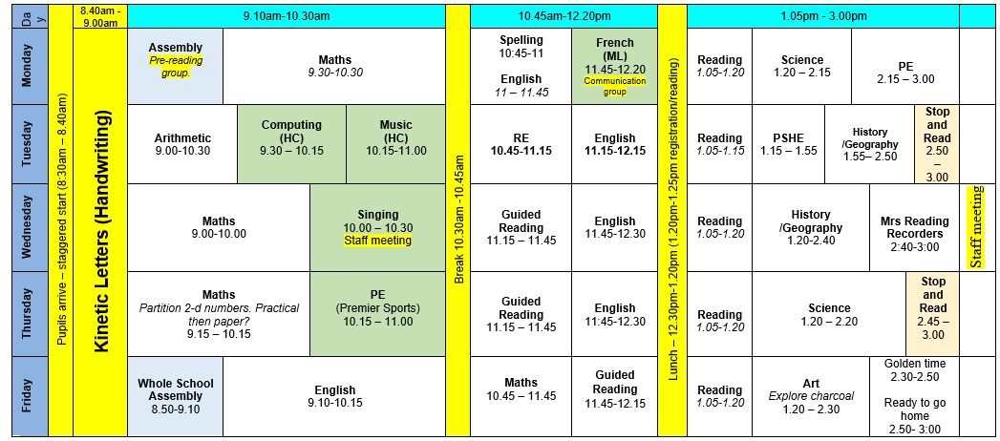 Da
y
8.40am -
9.00am
9.10am-10.30am
10.45am-12.20pm
1.05pm - 3.00pm
Pupils arrive – staggered start (8:30am – 8.40am)
Kinetic Letters (Handwriting)
Break 10.30am -10.45am
Lunch – 12.30pm-1.20pm (1.20pm-1.25pm registration/reading)
Monday
Assembly
Pre-reading
group.
Maths
9.30-10.30
Spelling
10:45-11
English
11 – 11.45
French
(ML)
11.45-12.20
Communication
group
Reading
1.05-1.20
Science
1.20 – 2.15
PE
2.15 – 3.00
Tuesday
Arithmetic
9.00-10.30
Computing
(HC)
9.30 – 10.15
Music
(HC)
10.15-11.00
RE
10.45-11.15
English
11.15-12.15
Reading
1.05-1.15
PSHE
1.15 – 1.55
History
/Geography
1.55– 2.50
Stop
and
Read
2.50
–
3.00
Wednesday
Maths
9.00-10.00
Singing
10.00 – 10.30
Staff meeting
Guided
Reading
11.15 – 11.45
English
11.45-12.30
Reading
1.05-1.20
History
/Geography
1.20-2.40
Mrs Reading
Recorders
2:40-3:00
Staff meeting
Thursday
Maths
Partition 2-d numbers. Practical
then paper?
9.15 – 10.15
PE
(Premier Sports)
10.15 – 11.00
Guided
Reading
11.15 – 11.45
English
11:45-12.30
Reading
1.05-1.20
Science
1.20 – 2.20
Stop
and
Read
2.45 –
3.00
Friday
Whole School
Assembly
8.50-9.10
English
9.10-10.15
Maths
10.45 – 11.45
Guided
Reading
11.45-12.15
Reading
1.05-1.20
Art
Explore charcoal
1.20 – 2.30
Golden time
2.30-2.50
Ready to go
home
2.50- 3:00